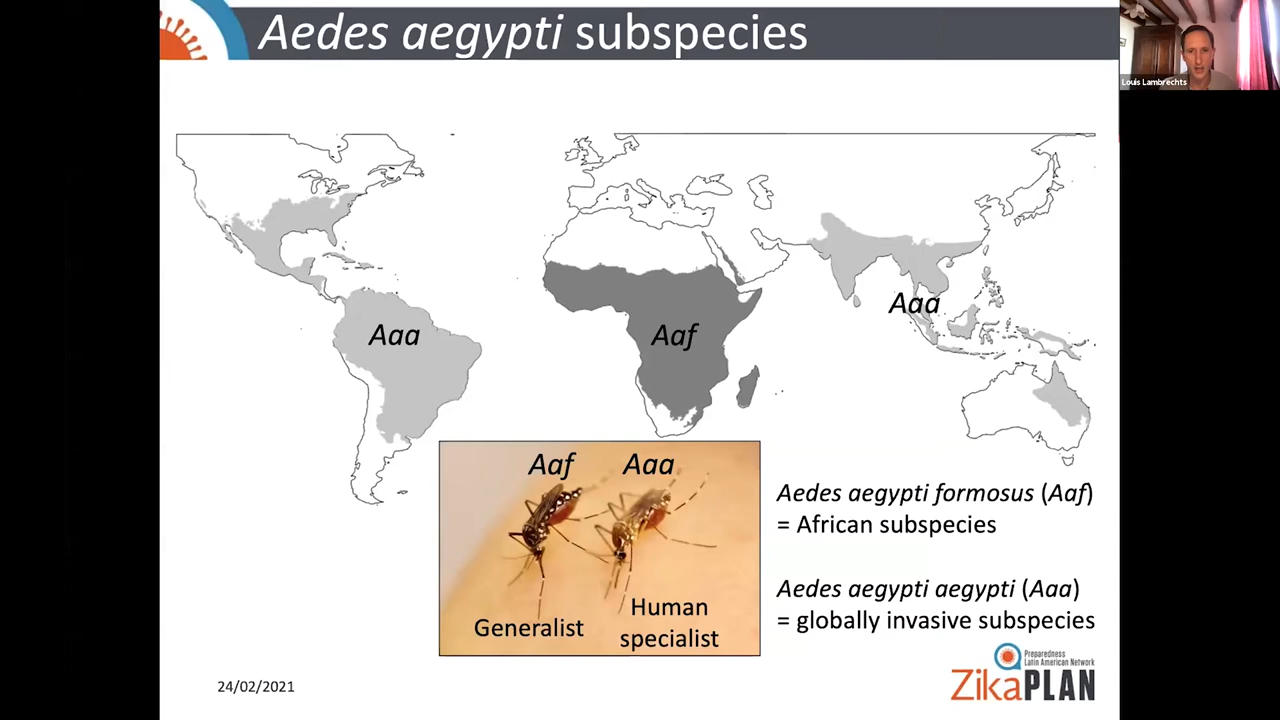 Aedes aegypti subspecies
Louis Lambrechts
Aaa
Aaf
Aaa
Aaf Aaa
Generalist
Human
specialist
Aedes aegypti formosus (Aaf)
= African subspecies
Aedes aegypti aegypti (Aaa)
= globally invasive subspecies
24/02/2021
Preparedness
Latin American Network
ZikaPLAN